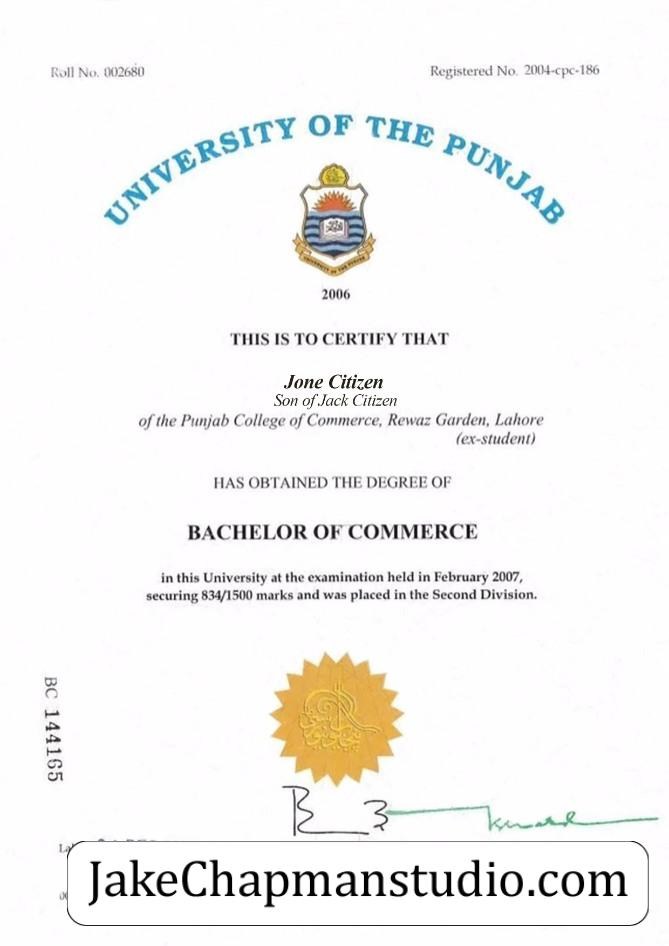 Roll No. 002680
Registered No. 2004-cpc-186
UNIVERSITY OF THE PUNJAB
UNIVERSITY OF THE PUNJAB
2006
THIS IS TO CERTIFY THAT
Jone Citizen
Son of Jack Citizen
of the Punjab College of Commerce, Rewaz Garden, Lahore
(ex-student)
HAS OBTAINED THE DEGREE OF
BACHELOR OF COMMERCE
in this University at the examination held in February 2007,
securing 834/1500 marks and was placed in the Second Division.
BC 144165
JakeChapmanstudio.com